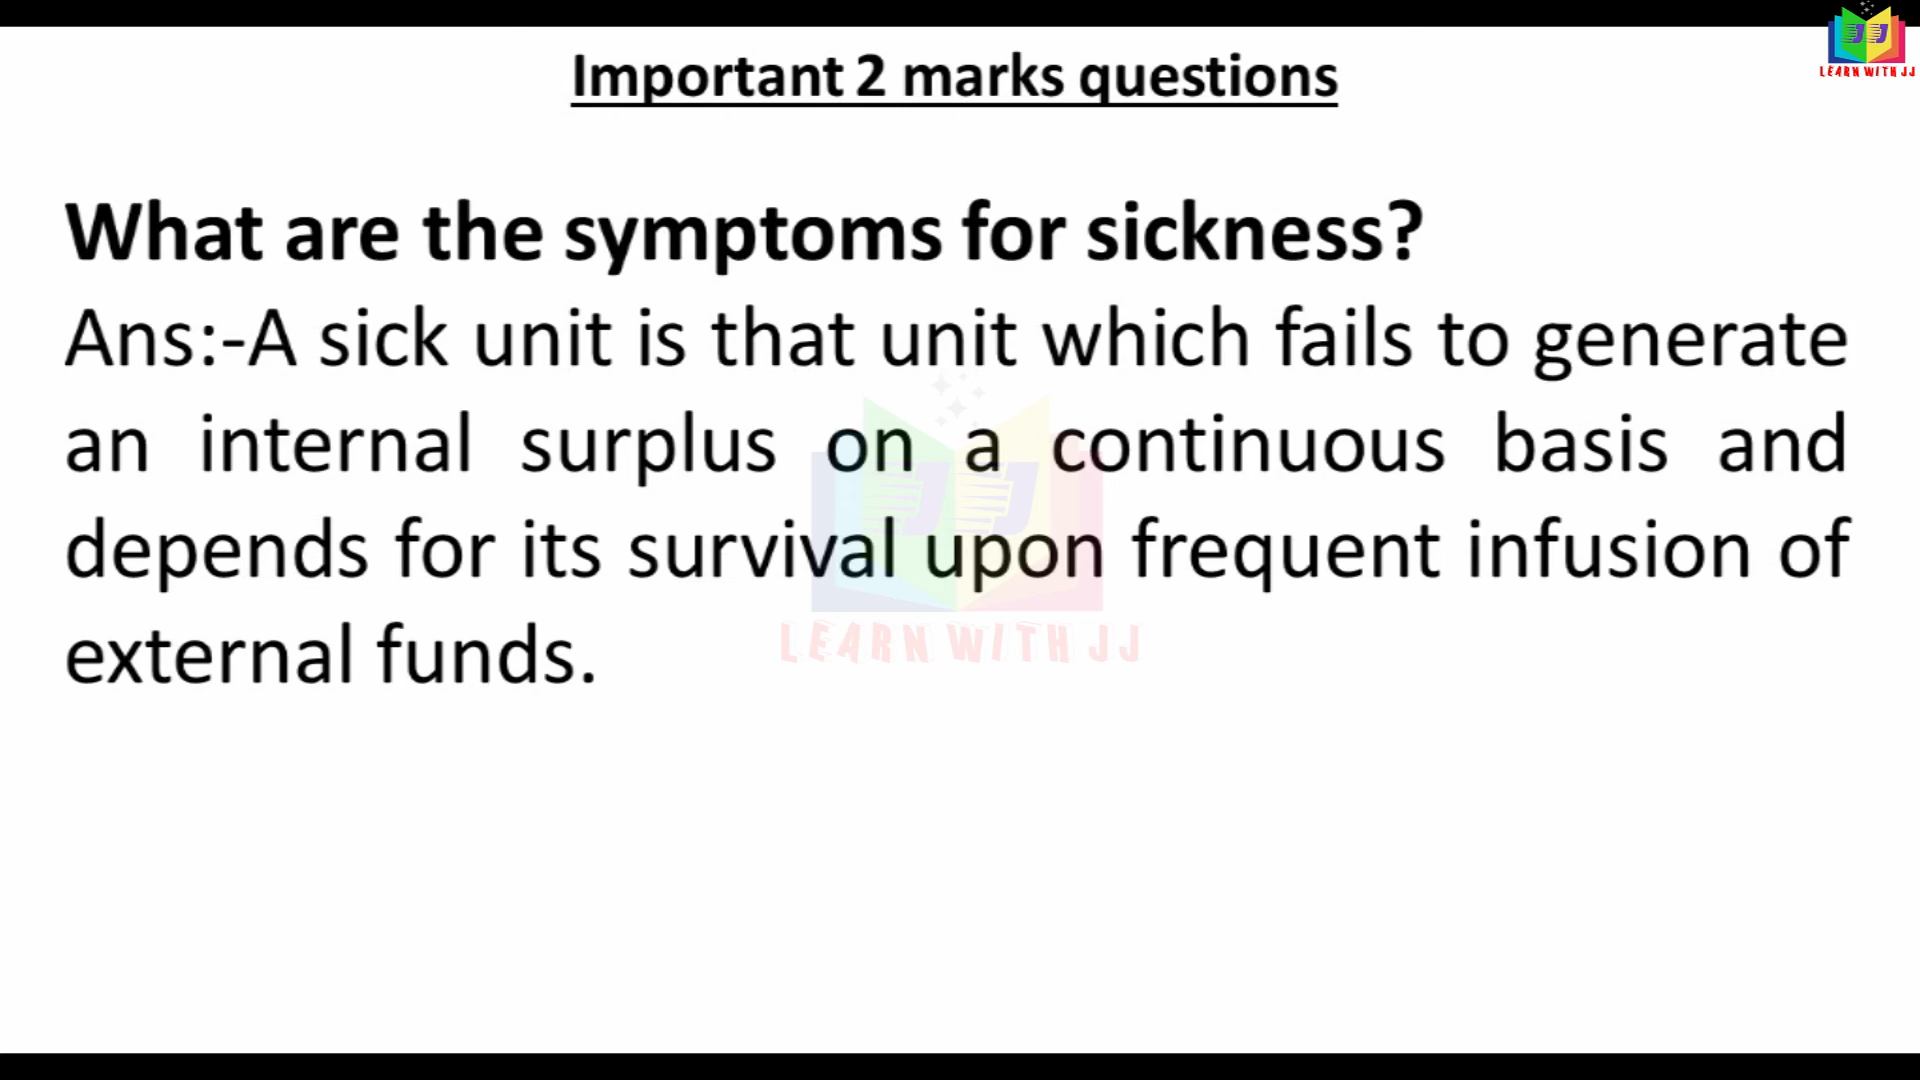 LEARN WITH JJ
Important 2 marks questions
What are the symptoms for sickness?
Ans:-A sick unit is that unit which fails to generate
an internal surplus on a continuous basis and
depends for its survival upon frequent infusion of
external funds.
LEARN WITH JJ